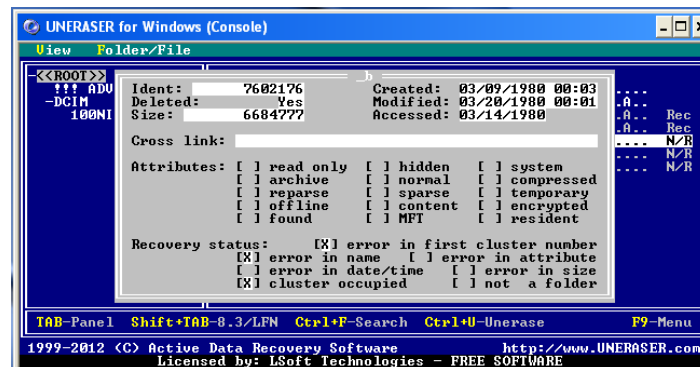 UNERASER for Windows (Console)
View Folder/File
-<<ROOT>>
!!! ADV
-DCIM
100NI
_b
Ident: 7602176 Created: 03/09/1980 00:03
Deleted: Yes Modified: 03/20/1980 00:01
Size: 6684777 Accessed: 03/14/1980
Cross link:
Attributes: [ ] read only [ ] hidden [ ] system
[ ] archive [ ] normal [ ] compressed
[ ] reparse [ ] sparse [ ] temporary
[ ] offline [ ] content [ ] encrypted
[ ] found [ ] MFT [ ] resident
Recovery status: [X] error in first cluster number
[X] error in name [ ] error in attribute
[ ] error in date/time [ ] error in size
[X] cluster occupied [ ] not a folder
....
.A..
.A.. Rec
.A.. Rec
.... N/R
.... N/R
.... N/R
TAB-Panel Shift+TAB-8.3/LFN Ctrl+F-Search Ctrl+U-Unerase F9-Menu
1999-2012 (C) Active Data Recovery Software http://www.UNERASER.com
Licensed by: LSoft Technologies - FREE SOFTWARE